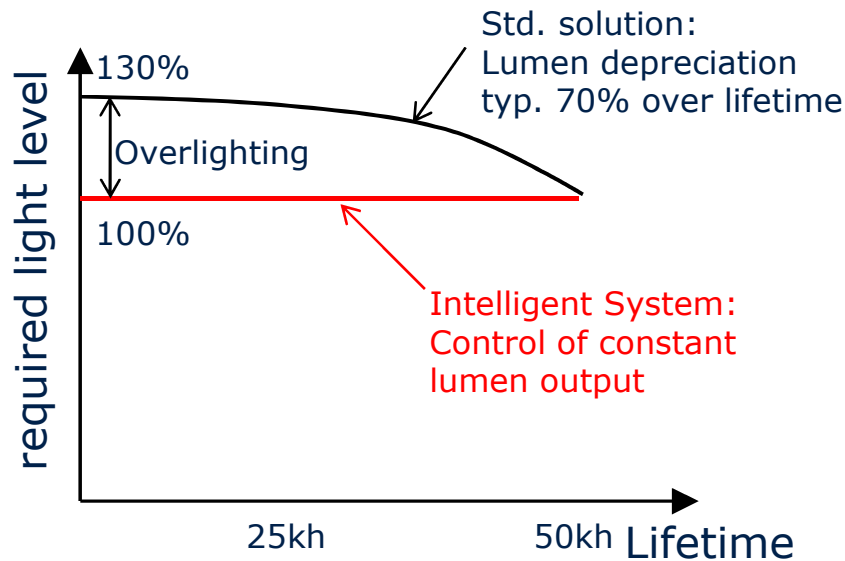 Std. solution:
Lumen depreciation
typ. 70% over lifetime
130%
Overlighting
required light level
100%
Intelligent System:
Control of constant
lumen output
25kh
50kh
Lifetime